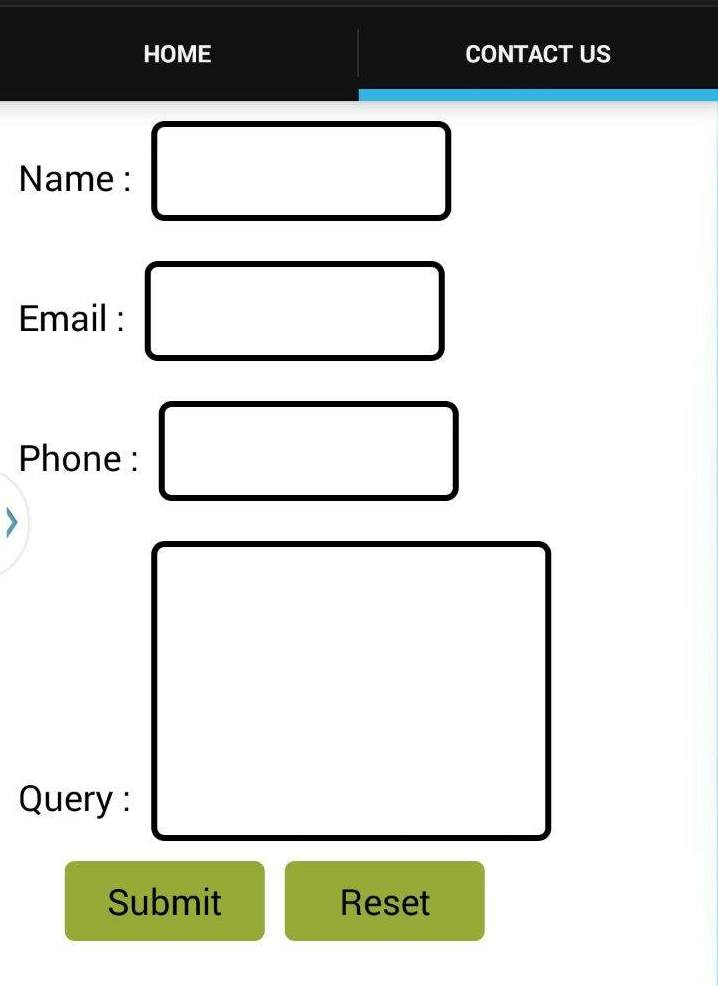 HOME CONTACT US
Name :
Email :
Phone :
Query :
Submit Reset